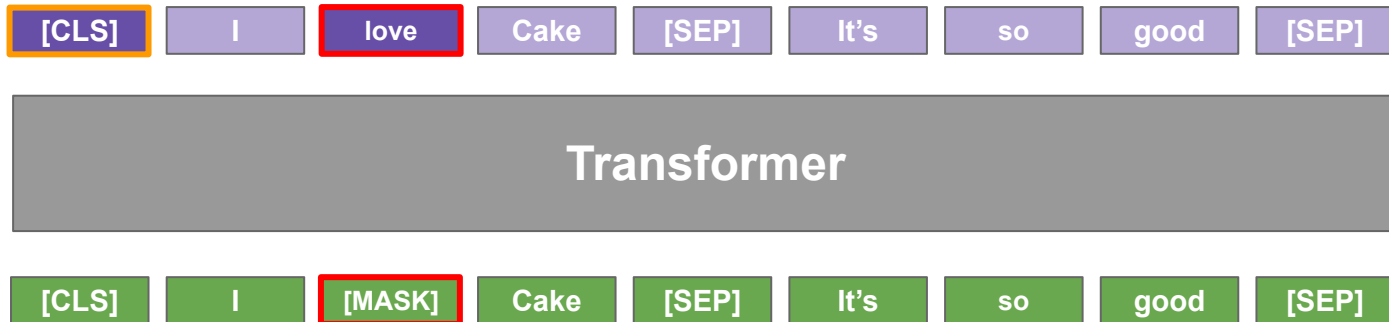 [CLS] I love Cake [SEP] It’s so good [SEP]
Transformer
[CLS] I [MASK] Cake [SEP] It’s so good [SEP]